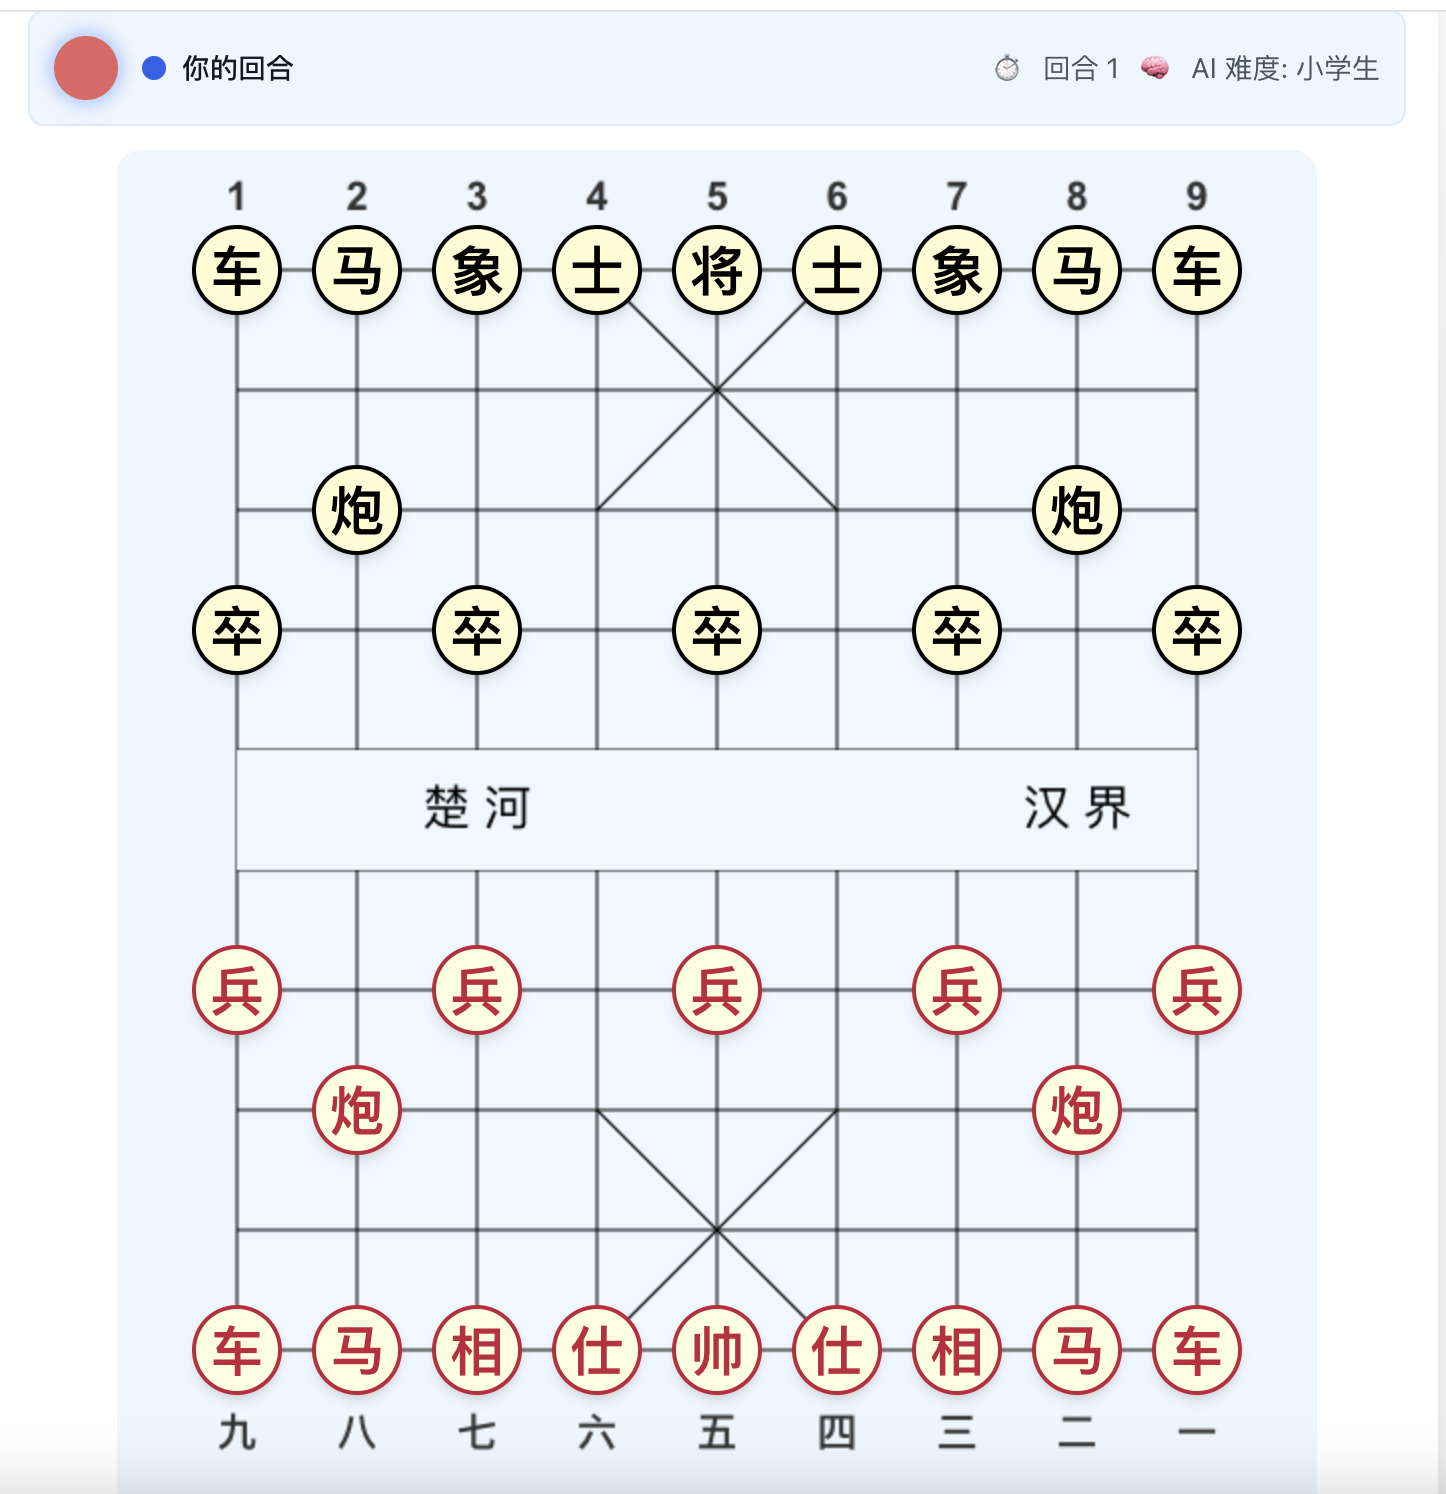 你的回合 回合 1 AI 难度: 小学生
1 2 3 4 5 6 7 8 9
车 马 象 士 将 士 象 马 车
炮 炮
卒 卒 卒 卒 卒
楚 河 汉 界
兵 兵 兵 兵 兵
炮 炮
车 马 相 仕 帅 仕 相 马 车
九 八 七 六 五 四 三 二 一